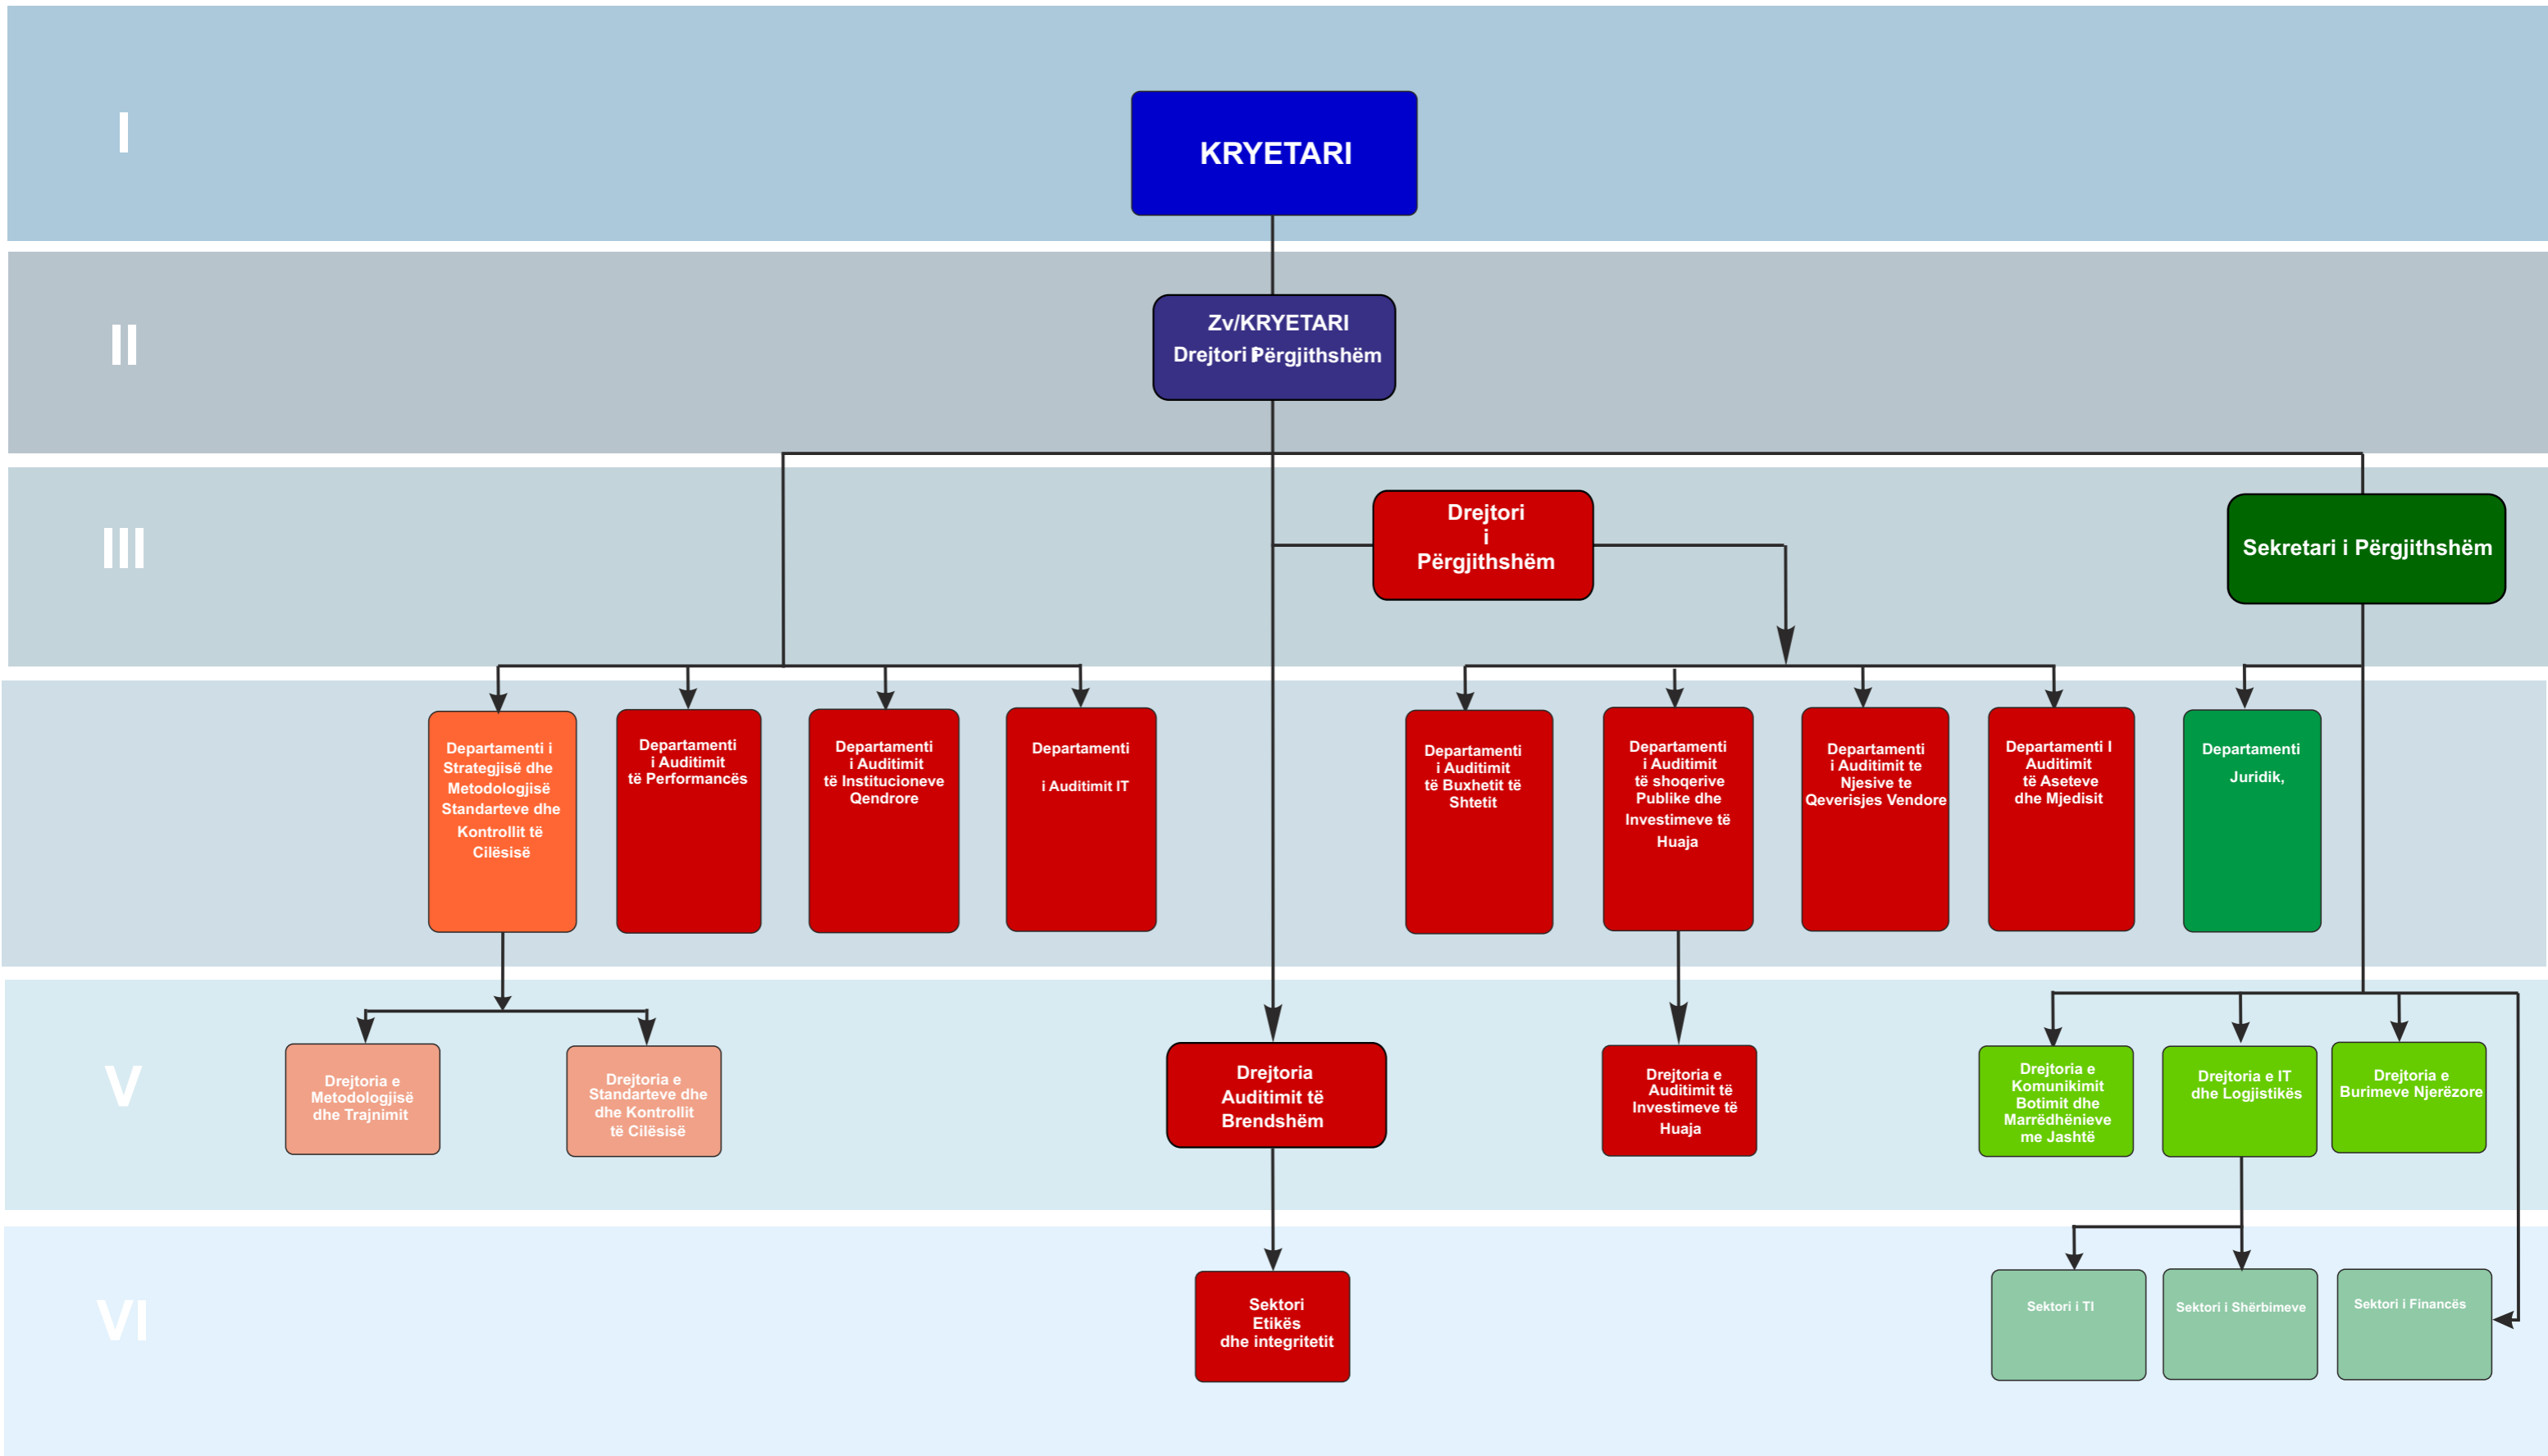 I
KRYETARI
II
Zv/KRYETARI
Drejtori i Përgjithshëm
III
Drejtori
i
Përgjithshëm
Sekretari i Përgjithshëm
Departamenti i
Strategjisë dhe
Metodologjisë
Standarteve dhe
Kontrollit të
Cilësisë
Departamenti
i Auditimit
të Performancës
Departamenti
i Auditimit
të Institucioneve
Qendrore
Departamenti
i Auditimit IT
Departamenti
i Auditimit
të Buxhetit të
Shtetit
Departamenti
i Auditimit
të shoqerive
Publike dhe
Investimeve të
Huaja
Departamenti
i Auditimit te
Njesive te
Qeverisjes Vendore
Departamenti I
Auditimit
të Aseteve
dhe Mjedisit
Departamenti
Juridik,
V
Drejtoria e
Metodologjisë
dhe Trajnimit
Drejtoria e
Standarteve dhe
dhe Kontrollit
të Cilësisë
Drejtoria
Auditimit të
Brendshëm
Drejtoria e
Auditimit të
Investimeve të
Huaja
Drejtoria e
Komunikimit
Botimit dhe
Marrëdhënieve
me Jashtë
Drejtoria e IT
dhe Logjistikës
Drejtoria e
Burimeve Njerëzore
VI
Sektori
Etikës
dhe integritetit
Sektori i TI
Sektori i Shërbimeve
Sektori i Financës